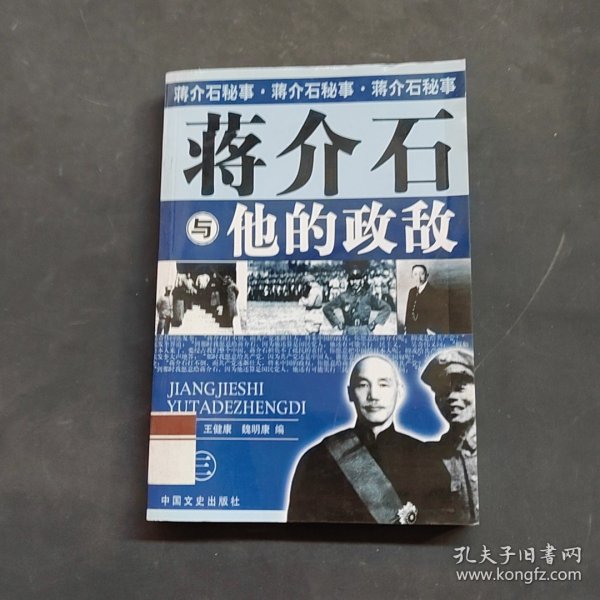 蒋介石秘事·蒋介石秘事·蒋介石秘事
蒋介石
与他的政敌
JIANGJIESHI
YUTADEZHENGDI
王健康 魏明康 编
三
中国文史出版社
孔夫子旧书网
www.kongfz.com